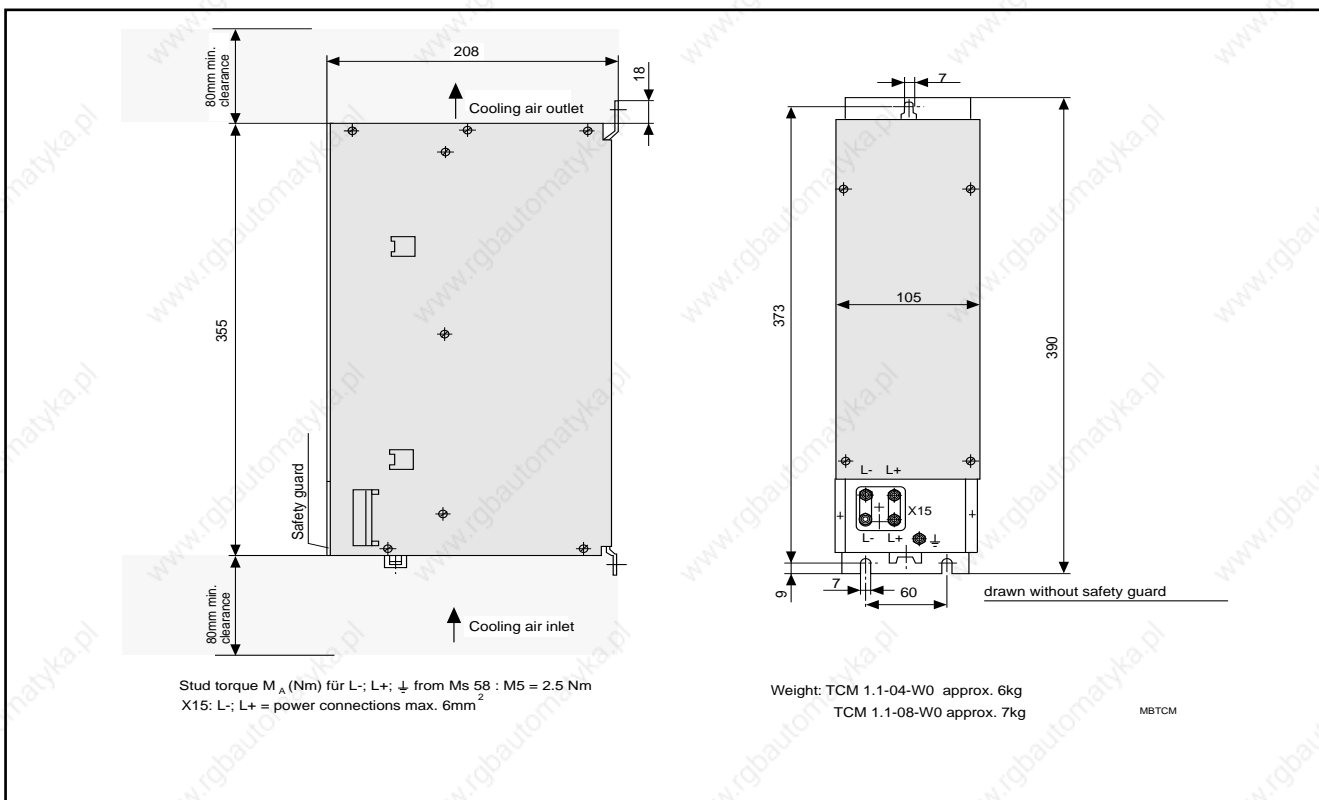 80mm min.
clearance
208
18
Cooling air outlet
355
Safety guard
80mm min.
clearance
Cooling air inlet
Stud torque M A (Nm) für L-; L+; ⏚ from Ms 58 : M5 = 2.5 Nm
X15: L-; L+ = power connections max. 6mm²
7
373
105
390
L- L+
X15
L- L+ ⏚
9
7
60
drawn without safety guard
Weight: TCM 1.1-04-W0 approx. 6kg
TCM 1.1-08-W0 approx. 7kg
MBTCM
www.rgbautomatyka.pl